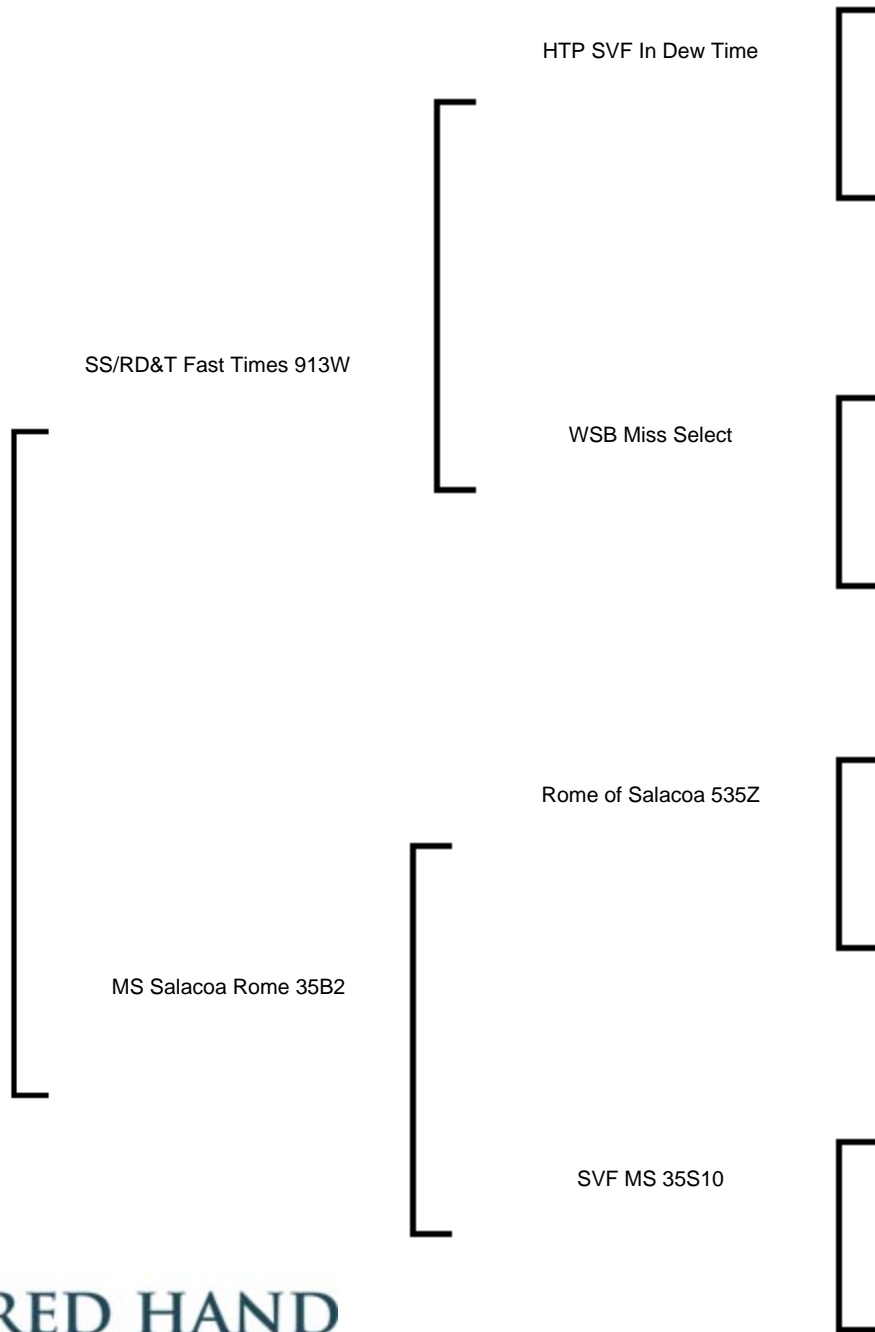 HTP SVF In Dew Time
SS/RD&T Fast Times 913W
WSB Miss Select
Rome of Salacoa 535Z
MS Salacoa Rome 35B2
SVF MS 35S10
RED HAND